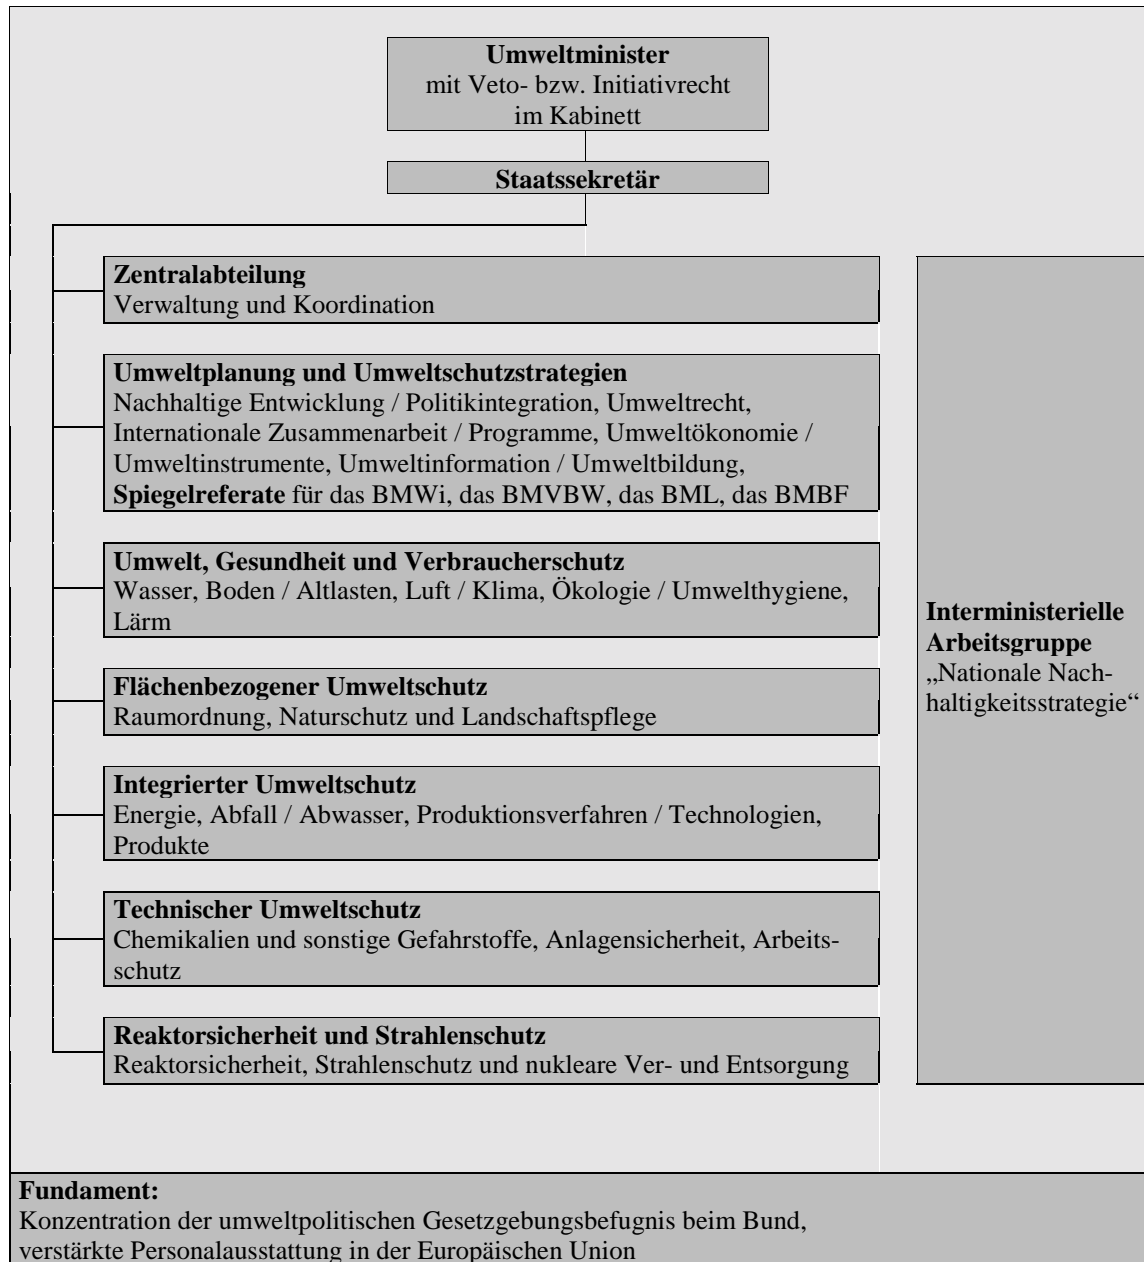 Umweltminister
mit Veto- bzw. Initiativrecht
im Kabinett
Staatssekretär
Zentralabteilung
Verwaltung und Koordination
Umweltplanung und Umweltschutzstrategien
Nachhaltige Entwicklung / Politikintegration, Umweltrecht,
Internationale Zusammenarbeit / Programme, Umweltökonomie /
Umweltinstrumente, Umweltinformation / Umweltbildung,
Spiegelreferate für das BMWi, das BMVBW, das BML, das BMBF
Umwelt, Gesundheit und Verbraucherschutz
Wasser, Boden / Altlasten, Luft / Klima, Ökologie / Umwelthygiene,
Lärm
Flächenbezogener Umweltschutz
Raumordnung, Naturschutz und Landschaftspflege
Integrierter Umweltschutz
Energie, Abfall / Abwasser, Produktionsverfahren / Technologien,
Produkte
Technischer Umweltschutz
Chemikalien und sonstige Gefahrstoffe, Anlagensicherheit, Arbeits-
schutz
Reaktorsicherheit und Strahlenschutz
Reaktorsicherheit, Strahlenschutz und nukleare Ver- und Entsorgung
Interministerielle
Arbeitsgruppe
„Nationale Nach-
haltigkeitsstrategie“
Fundament:
Konzentration der umweltpolitischen Gesetzgebungsbefugnis beim Bund,
verstärkte Personalausstattung in der Europäischen Union